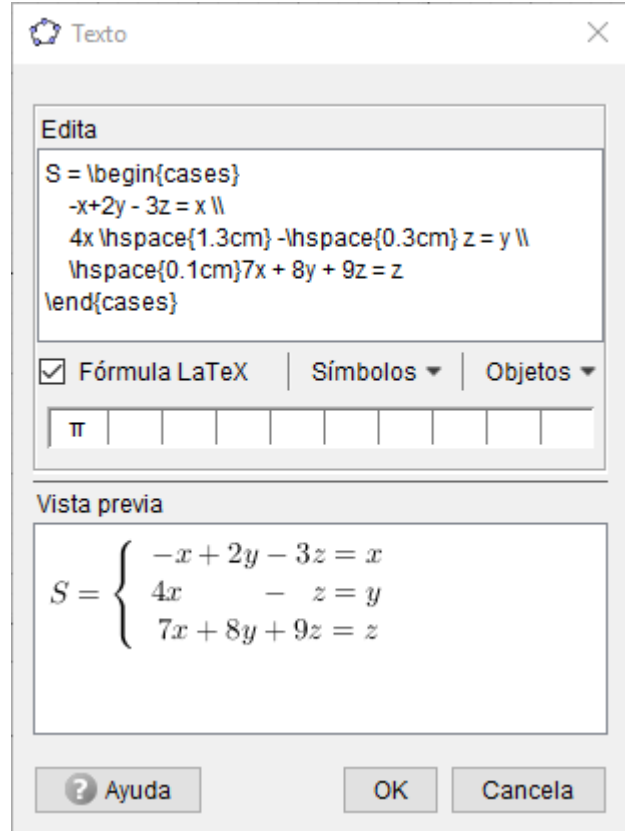 Texto
Edita
S = \begin{cases}
-x+2y - 3z = x \\
4x \hspace{1.3cm} -\hspace{0.3cm} z = y \\
\hspace{0.1cm}7x + 8y + 9z = z
\end{cases}
Fórmula LaTeX Símbolos Objetos
π
Vista previa
S = { −x + 2y − 3z = x
4x − z = y
7x + 8y + 9z = z
? Ayuda OK Cancela